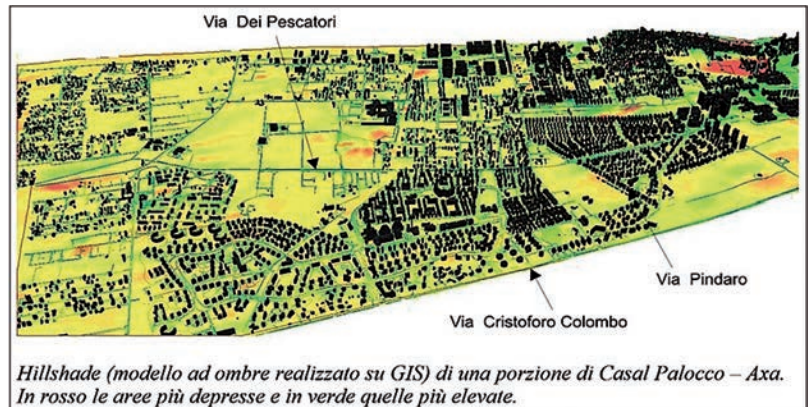 Via Dei Pescatori
Via Pindaro
Via Cristoforo Colombo
Hillshade (modello ad ombre realizzato su GIS) di una porzione di Casal Palocco – Axa.
In rosso le aree più depresse e in verde quelle più elevate.